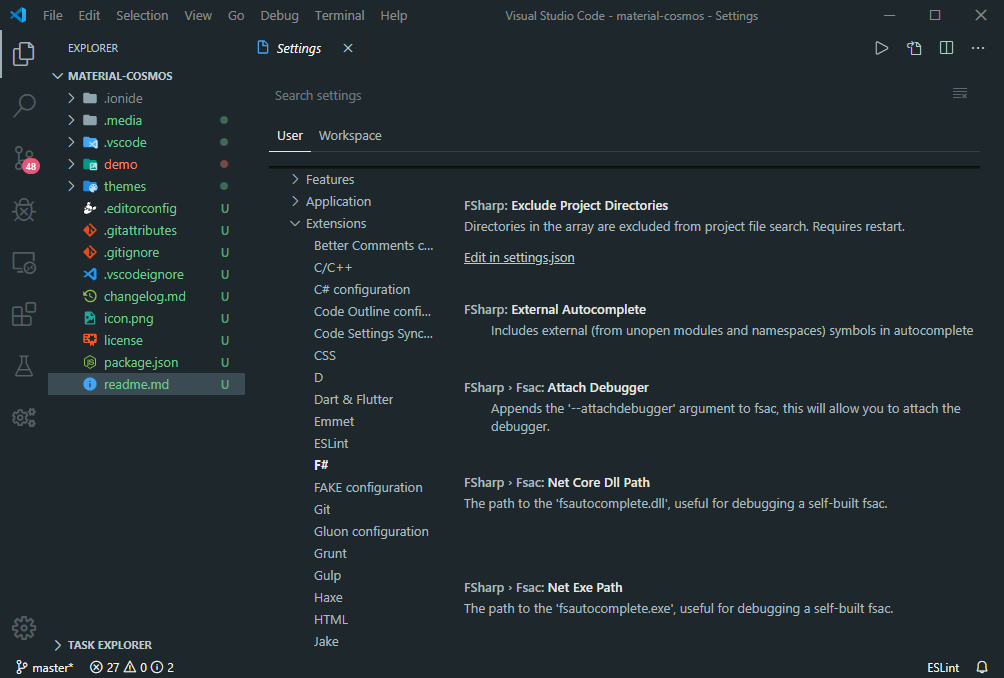 File Edit Selection View Go Debug Terminal Help Visual Studio Code - material-cosmos - Settings
EXPLORER
Settings
MATERIAL-COSMOS
.ionide
.media
.vscode
demo
themes
.editorconfig U
.gitattributes U
.gitignore U
.vscodeignore U
changelog.md U
icon.png U
license U
package.json U
readme.md U
TASK EXPLORER
48
Search settings
User Workspace
Features
Application
Extensions
Better Comments c...
C/C++
C# configuration
Code Outline confi...
Code Settings Sync...
CSS
D
Dart & Flutter
Emmet
ESLint
F#
FAKE configuration
Git
Gluon configuration
Grunt
Gulp
Haxe
HTML
Jake
FSharp: Exclude Project Directories
Directories in the array are excluded from project file search. Requires restart.
Edit in settings.json
FSharp: External Autocomplete
Includes external (from unopen modules and namespaces) symbols in autocomplete
FSharp › Fsac: Attach Debugger
Appends the '--attachdebugger' argument to fsac, this will allow you to attach the
debugger.
FSharp › Fsac: Net Core Dll Path
The path to the 'fsautocomplete.dll', useful for debugging a self-built fsac.
FSharp › Fsac: Net Exe Path
The path to the 'fsautocomplete.exe', useful for debugging a self-built fsac.
master* 27 0 2 ESLint